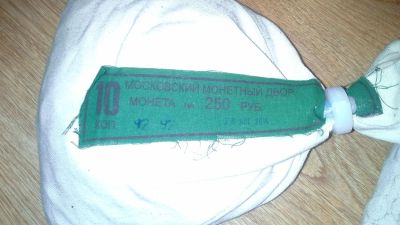 МОСКОВСКИЙ МОНЕТНЫЙ ДВОР
10 МОНЕТА НА 250 РУБ.
КОП.